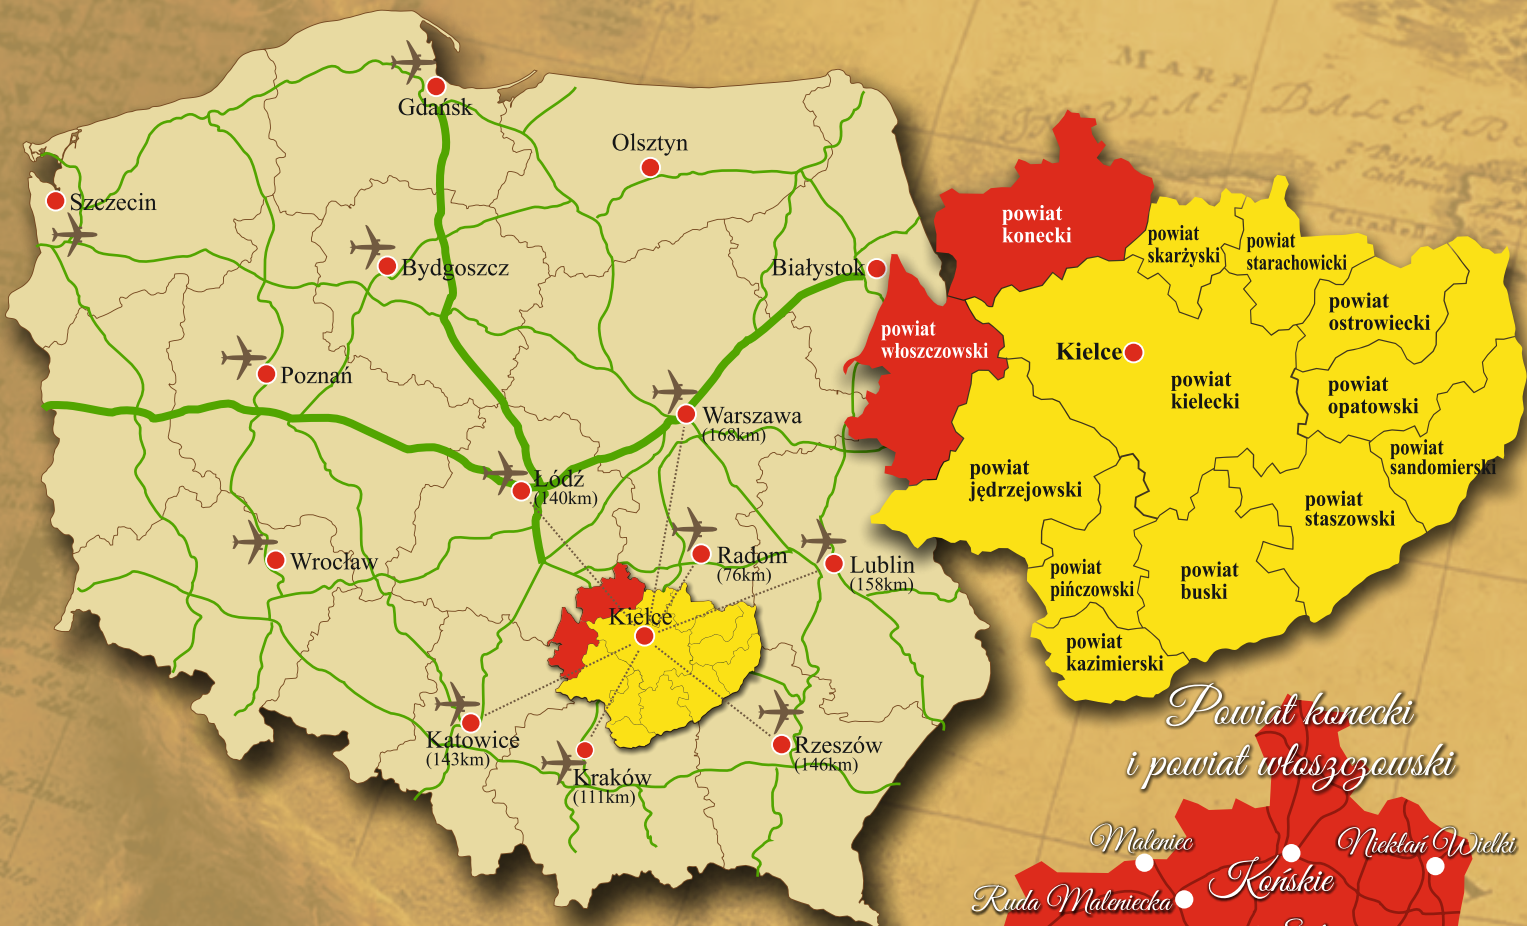 Gdańsk
Olsztyn
Szczecin
Bydgoszcz
Białystok
Poznań
Warszawa
(168km)
Łódź
(140km)
Wrocław
Radom
(76km)
Lublin
(158km)
Kielce
Katowice
(143km)
Kraków
(111km)
Rzeszów
(146km)
powiat
konecki
powiat
skarżyski
powiat
starachowicki
powiat
włoszczowski
powiat
ostrowiecki
Kielce
powiat
kielecki
powiat
opatowski
powiat
jędrzejowski
powiat
sandomierski
powiat
staszowski
powiat
pińczowski
powiat
buski
powiat
kazimierski
Powiat konecki
i powiat włoszczowski
Maleniec
Końskie
Niekłań Wielki
Ruda Maleniecka